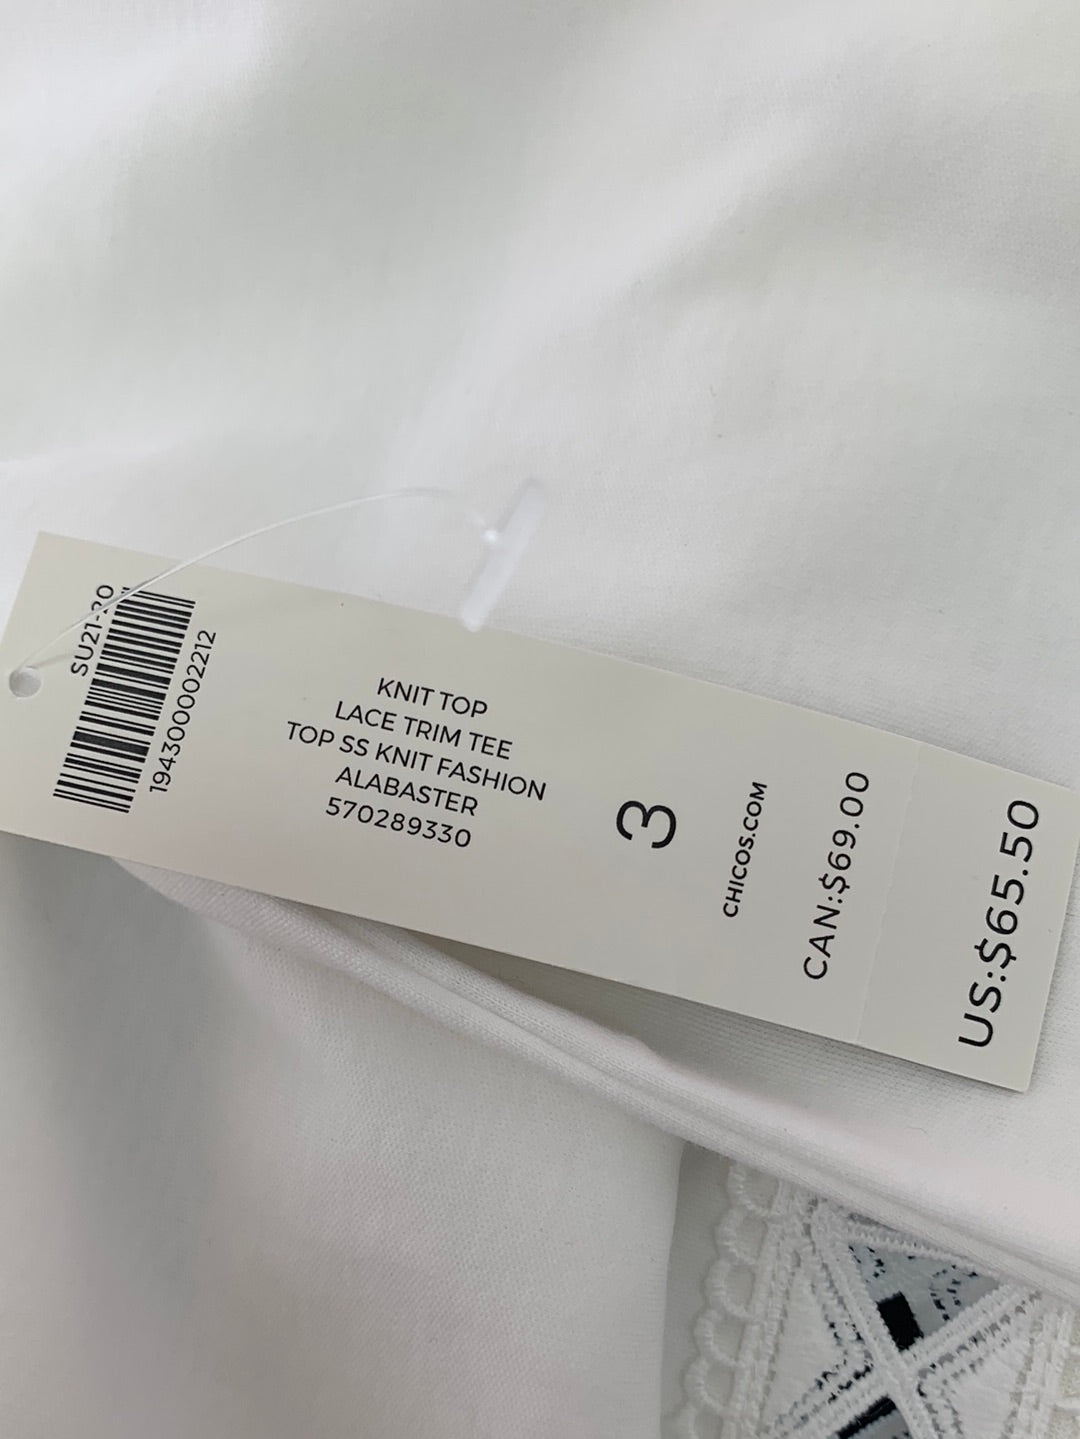 SU21-20
194300002212
KNIT TOP
LACE TRIM TEE
TOP SS KNIT FASHION
ALABASTER
570289330
3
CHICOS.COM
CAN:$69.00
US:$65.50